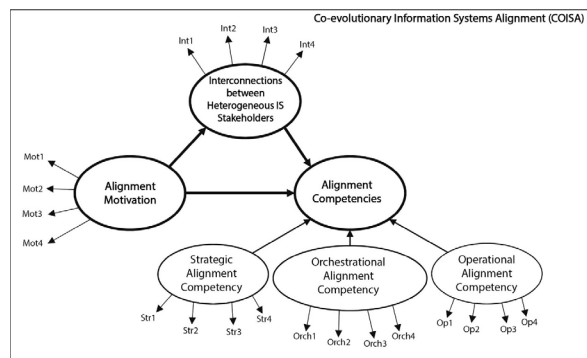 Co-evolutionary Information Systems Alignment (COISA)
Int1
Int2
Int3
Int4
Interconnections
between
Heterogeneous IS
Stakeholders
Mot1
Mot2
Mot3
Mot4
Alignment
Motivation
Alignment
Competencies
Strategic
Alignment
Competency
Orchestrational
Alignment
Competency
Operational
Alignment
Competency
Str1
Str2
Str3
Str4
Orch1
Orch2
Orch3
Orch4
Op1
Op2
Op3
Op4